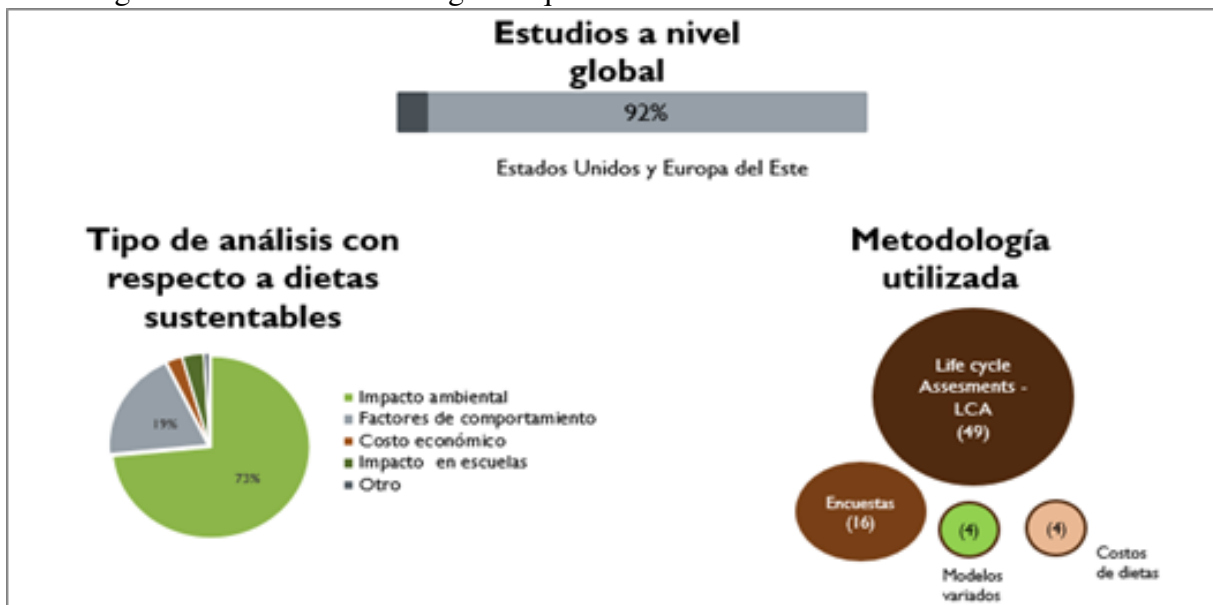 Estudios a nivel
global
92%
Estados Unidos y Europa del Este
Tipo de análisis con
respecto a dietas
sustentables
19%
73%
Impacto ambiental
Factores de comportamiento
Costo económico
Impacto en escuelas
Otro
Metodología
utilizada
Life cycle
Assesments -
LCA
(49)
Encuestas
(16)
(4)
Modelos
variados
(4)
Costos
de dietas